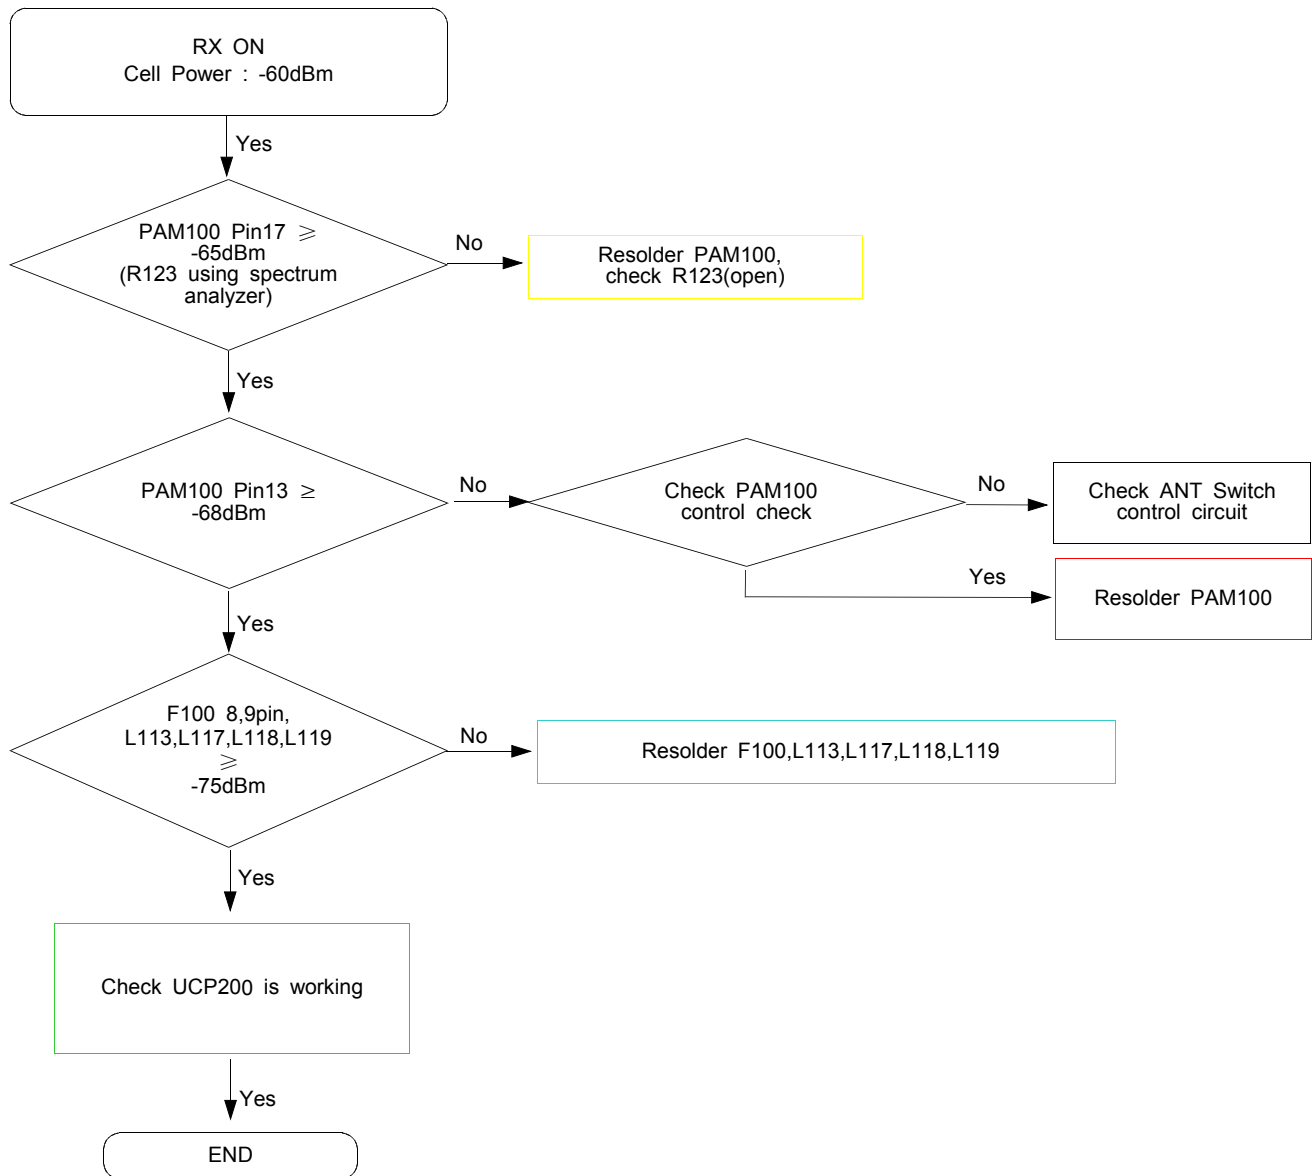 RX ON
Cell Power : -60dBm
Yes
PAM100 Pin17 ≥
-65dBm
(R123 using spectrum
analyzer)
No
Resolder PAM100,
check R123(open)
Yes
PAM100 Pin13 ≥
-68dBm
No
Check PAM100
control check
No
Check ANT Switch
control circuit
Yes
Resolder PAM100
Yes
F100 8,9pin,
L113,L117,L118,L119
≥
-75dBm
No
Resolder F100,L113,L117,L118,L119
Yes
Check UCP200 is working
Yes
END